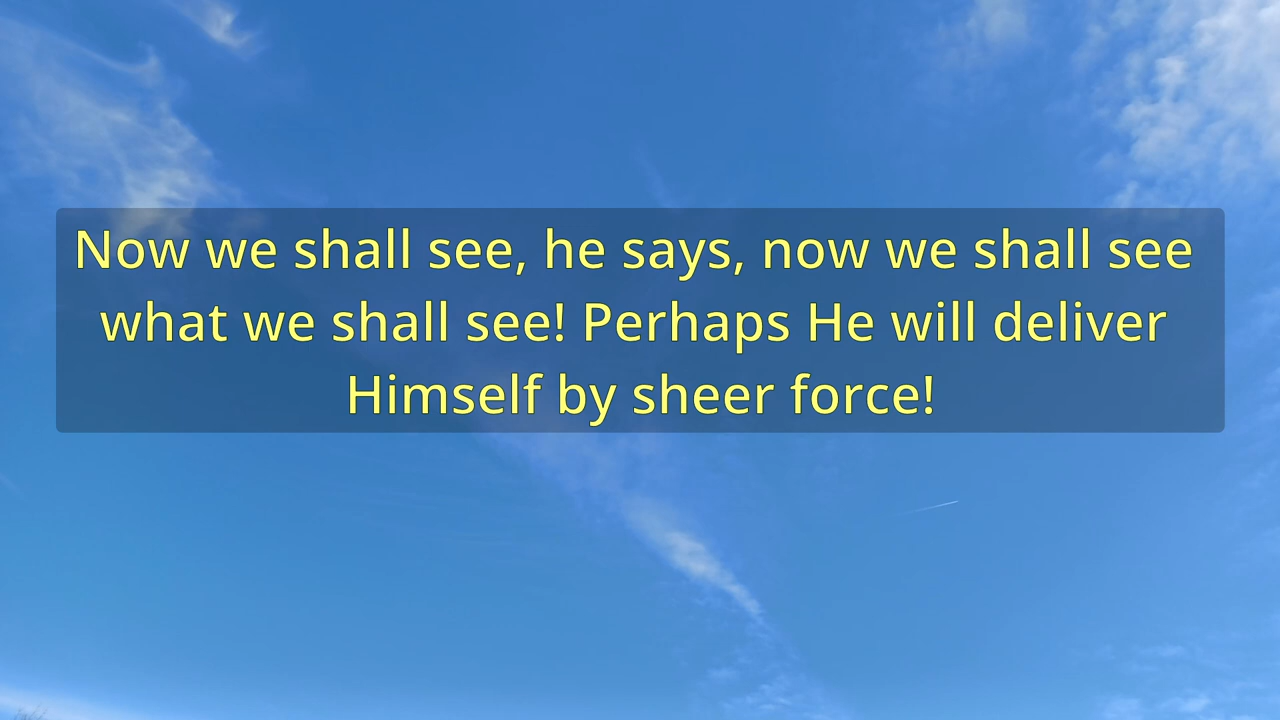 Now we shall see, he says, now we shall see
what we shall see! Perhaps He will deliver
Himself by sheer force!